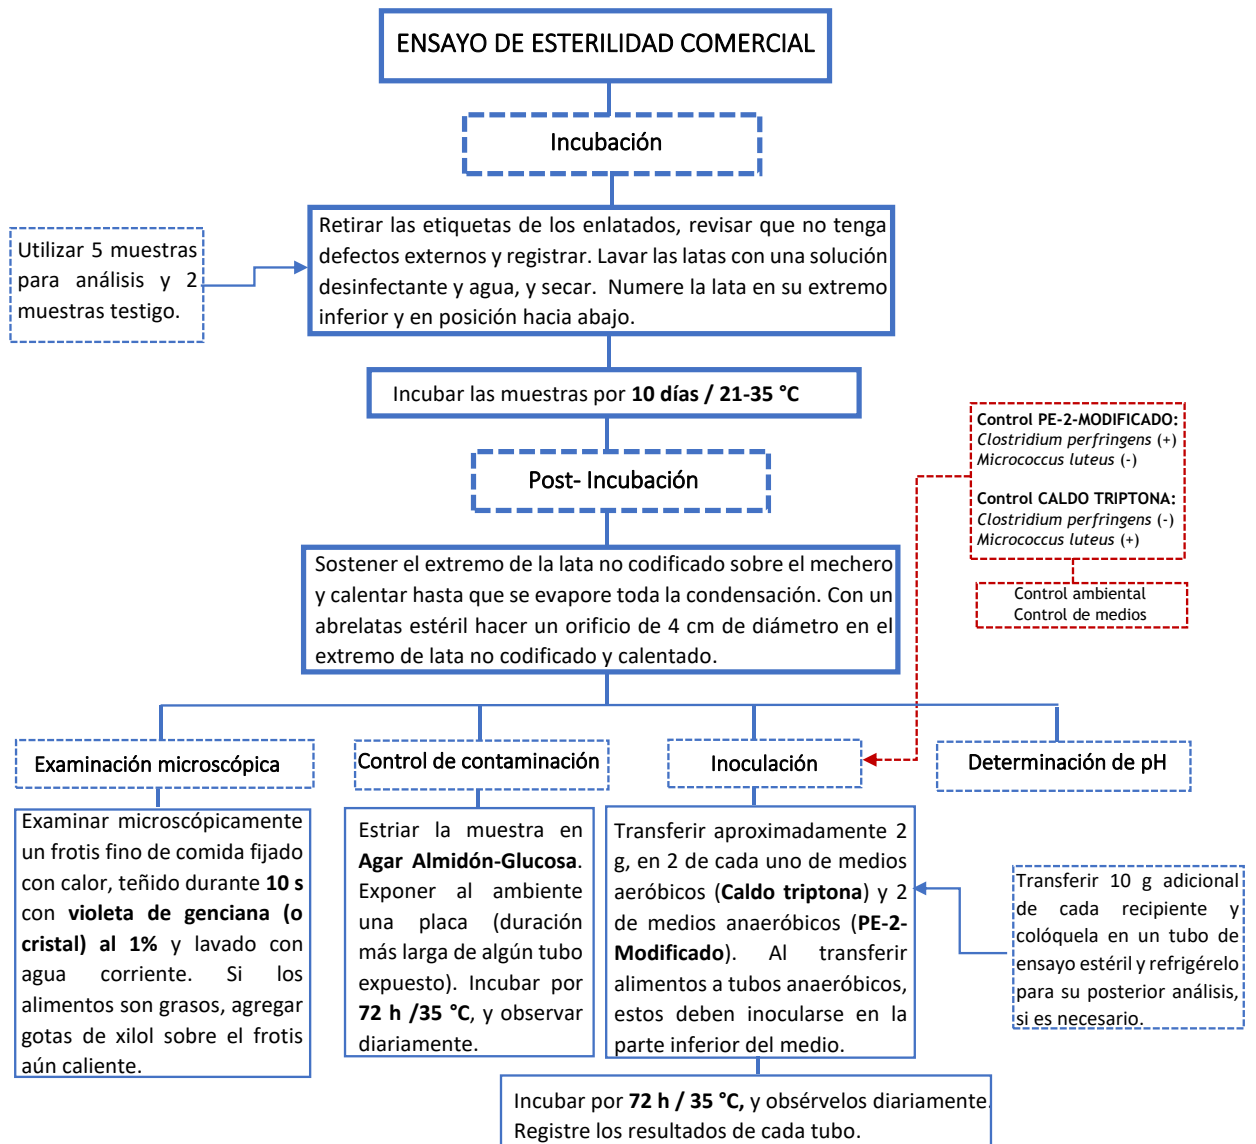 ENSAYO DE ESTERILIDAD COMERCIAL
Incubación
Utilizar 5 muestras
para análisis y 2
muestras testigo.
Retirar las etiquetas de los enlatados, revisar que no tenga
defectos externos y registrar. Lavar las latas con una solución
desinfectante y agua, y secar. Numere la lata en su extremo
inferior y en posición hacia abajo.
Incubar las muestras por 10 días / 21-35 °C
Control PE-2-MODIFICADO:
Clostridium perfringens (+)
Micrococcus luteus (-)
Control CALDO TRIPTONA:
Clostridium perfringens (-)
Micrococcus luteus (+)
Control ambiental
Control de medios
Post- Incubación
Sostener el extremo de la lata no codificado sobre el mechero
y calentar hasta que se evapore toda la condensación. Con un
abrelatas estéril hacer un orificio de 4 cm de diámetro en el
extremo de lata no codificado y calentado.
Examinación microscópica
Examinar microscópicamente
un frotis fino de comida fijado
con calor, teñido durante 10 s
con violeta de genciana (o
cristal) al 1% y lavado con
agua corriente. Si los
alimentos son grasos, agregar
gotas de xilol sobre el frotis
aún caliente.
Control de contaminación
Estriar la muestra en
Agar Almidón-Glucosa.
Exponer al ambiente
una placa (duración
más larga de algún tubo
expuesto). Incubar por
72 h /35 °C, y observar
diariamente.
Inoculación
Transferir aproximadamente 2
g, en 2 de cada uno de medios
aeróbicos (Caldo triptona) y 2
de medios anaeróbicos (PE-2-
Modificado). Al transferir
alimentos a tubos anaeróbicos,
estos deben inocularse en la
parte inferior del medio.
Determinación de pH
Transferir 10 g adicional
de cada recipiente y
colóquela en un tubo de
ensayo estéril y refrigérelo
para su posterior análisis,
si es necesario.
Incubar por 72 h / 35 °C, y obsérvelos diariamente.
Registre los resultados de cada tubo.